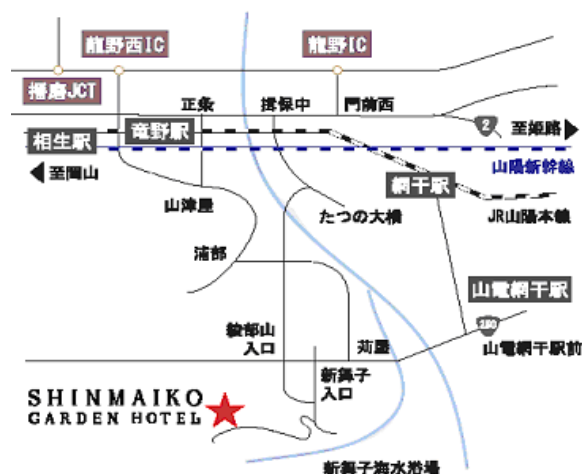 龍野西IC
龍野IC
播磨JCT
正条
揖保中
門前西
2
至姫路
相生駅
竜野駅
山陽新幹線
至岡山
網干駅
山津屋
たつの大橋
JR山陽本線
浦部
山電網干駅
250
綾部山
入口
苅屋
山電網干駅前
新舞子
入口
SHINMAIKO
GARDEN HOTEL
新舞子海水浴場